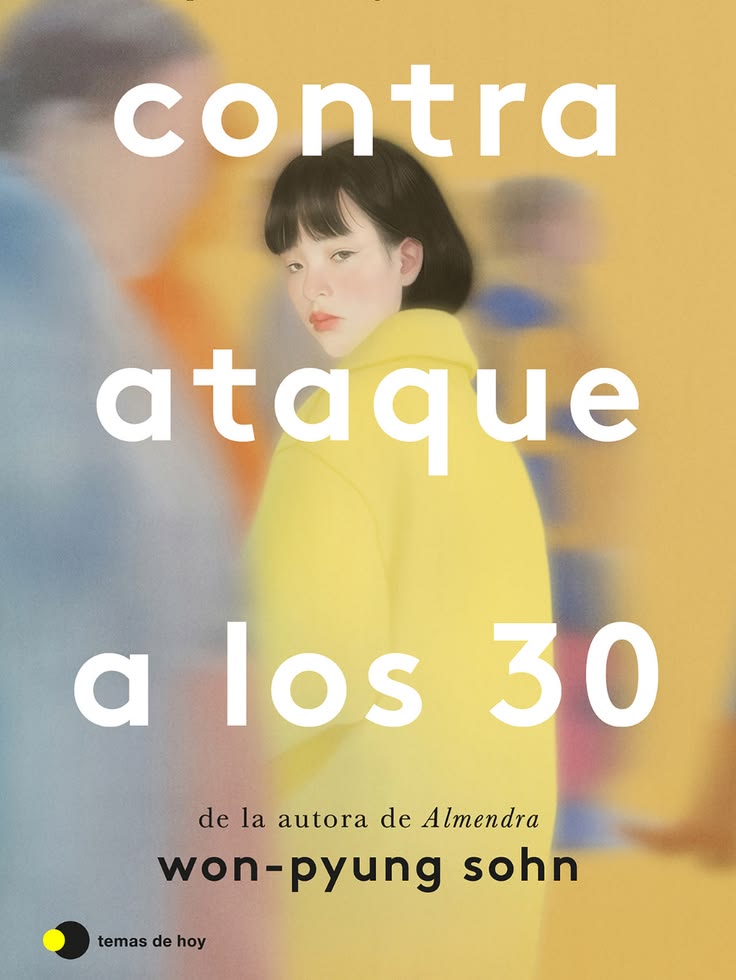 contra
ataque
a los 30
de la autora de Almendra
won-pyung sohn
temas de hoy